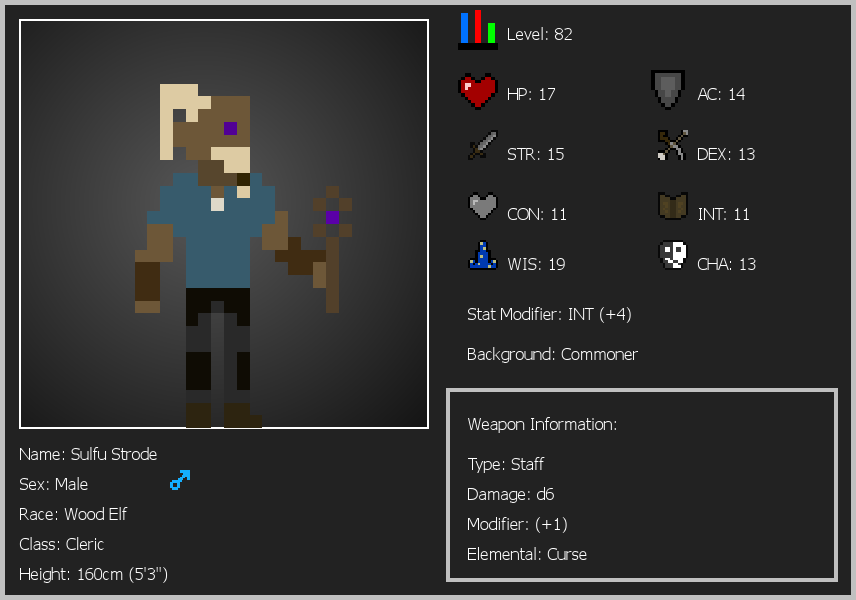 Level: 82
HP: 17
AC: 14
STR: 15
DEX: 13
CON: 11
INT: 11
WIS: 19
CHA: 13
Stat Modifier: INT (+4)
Background: Commoner
Weapon Information:
Type: Staff
Damage: d6
Modifier: (+1)
Elemental: Curse
Name: Sulfu Strode
Sex: Male
Race: Wood Elf
Class: Cleric
Height: 160cm (5'3")